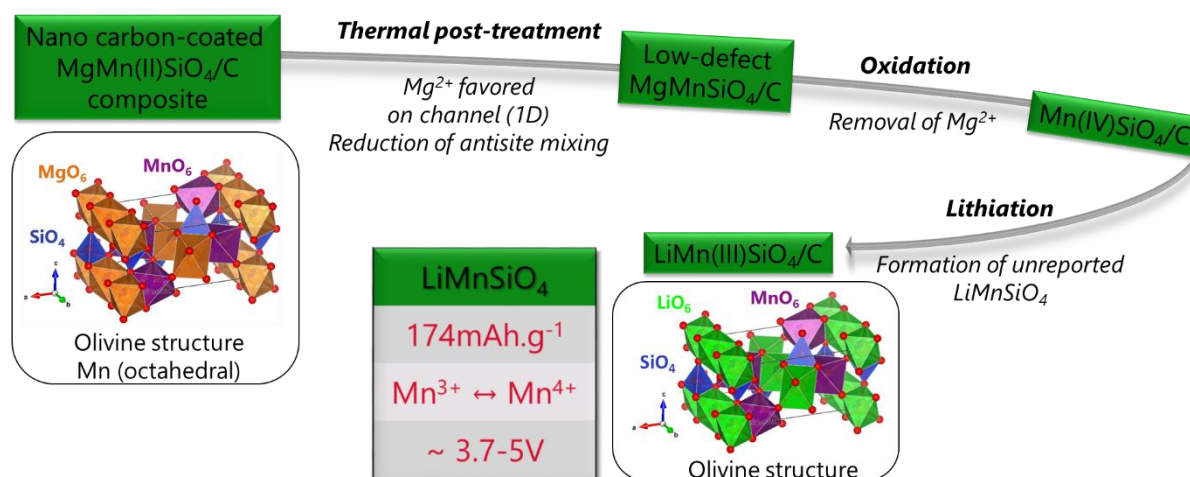 Nano carbon-coated
MgMn(II)SiO₄/C
composite
Thermal post-treatment
Mg²⁺ favored
on channel (1D)
Reduction of antisite mixing
Low-defect
MgMnSiO₄/C
Oxidation
Removal of Mg²⁺
Mn(IV)SiO₄/C
MgO₆
MnO₆
SiO₄
c
a
b
Olivine structure
Mn (octahedral)
Lithiation
Formation of unreported
LiMnSiO₄
LiMn(III)SiO₄/C
LiO₆
MnO₆
SiO₄
c
a
b
Olivine structure
LiMnSiO₄
174mAh.g⁻¹
Mn³⁺ ↔ Mn⁴⁺
~ 3.7-5V